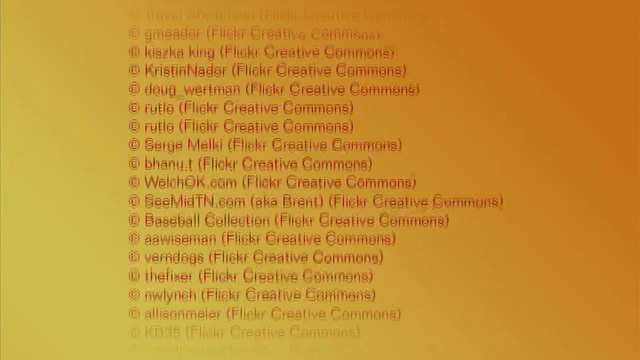 (Flickr Creative Commons)
© gmeador (Flickr Creative Commons)
© kiszka king (Flickr Creative Commons)
© KristinNador (Flickr Creative Commons)
© doug_wertman (Flickr Creative Commons)
© rutlo (Flickr Creative Commons)
© rutlo (Flickr Creative Commons)
© Serge Melki (Flickr Creative Commons)
© bhanu.t (Flickr Creative Commons)
© WelchOK.com (Flickr Creative Commons)
© SeeMidTN.com (aka Brent) (Flickr Creative Commons)
© Baseball Collection (Flickr Creative Commons)
© aawiseman (Flickr Creative Commons)
© verndogs (Flickr Creative Commons)
© thefixer (Flickr Creative Commons)
© nwlynch (Flickr Creative Commons)
© allisonmeier (Flickr Creative Commons)
© KB35 (Flickr Creative Commons)